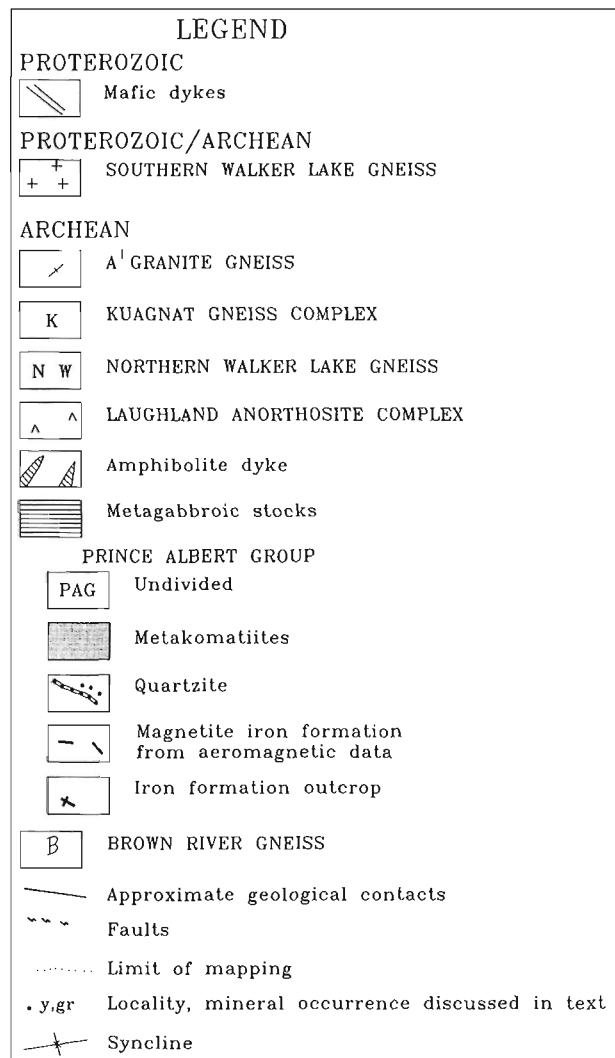 LEGEND
PROTEROZOIC
Mafic dykes
PROTEROZOIC/ARCHEAN
SOUTHERN WALKER LAKE GNEISS
ARCHEAN
A' GRANITE GNEISS
K KUAGNAT GNEISS COMPLEX
N W NORTHERN WALKER LAKE GNEISS
LAUGHLAND ANORTHOSITE COMPLEX
Amphibolite dyke
Metagabbroic stocks
PRINCE ALBERT GROUP
PAG Undivided
Metakomatiites
Quartzite
Magnetite iron formation
from aeromagnetic data
Iron formation outcrop
B BROWN RIVER GNEISS
Approximate geological contacts
Faults
Limit of mapping
. y,gr Locality, mineral occurrence discussed in text
Syncline